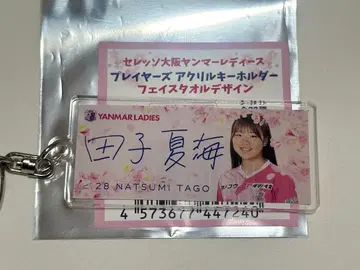 セレッソ大阪ヤンマーレディース
プレイヤーズ アクリルキーホルダー
フェイスタオルデザイン
YANMAR LADIES
田子夏海
28 NATSUMI TAGO
4 573677 447240